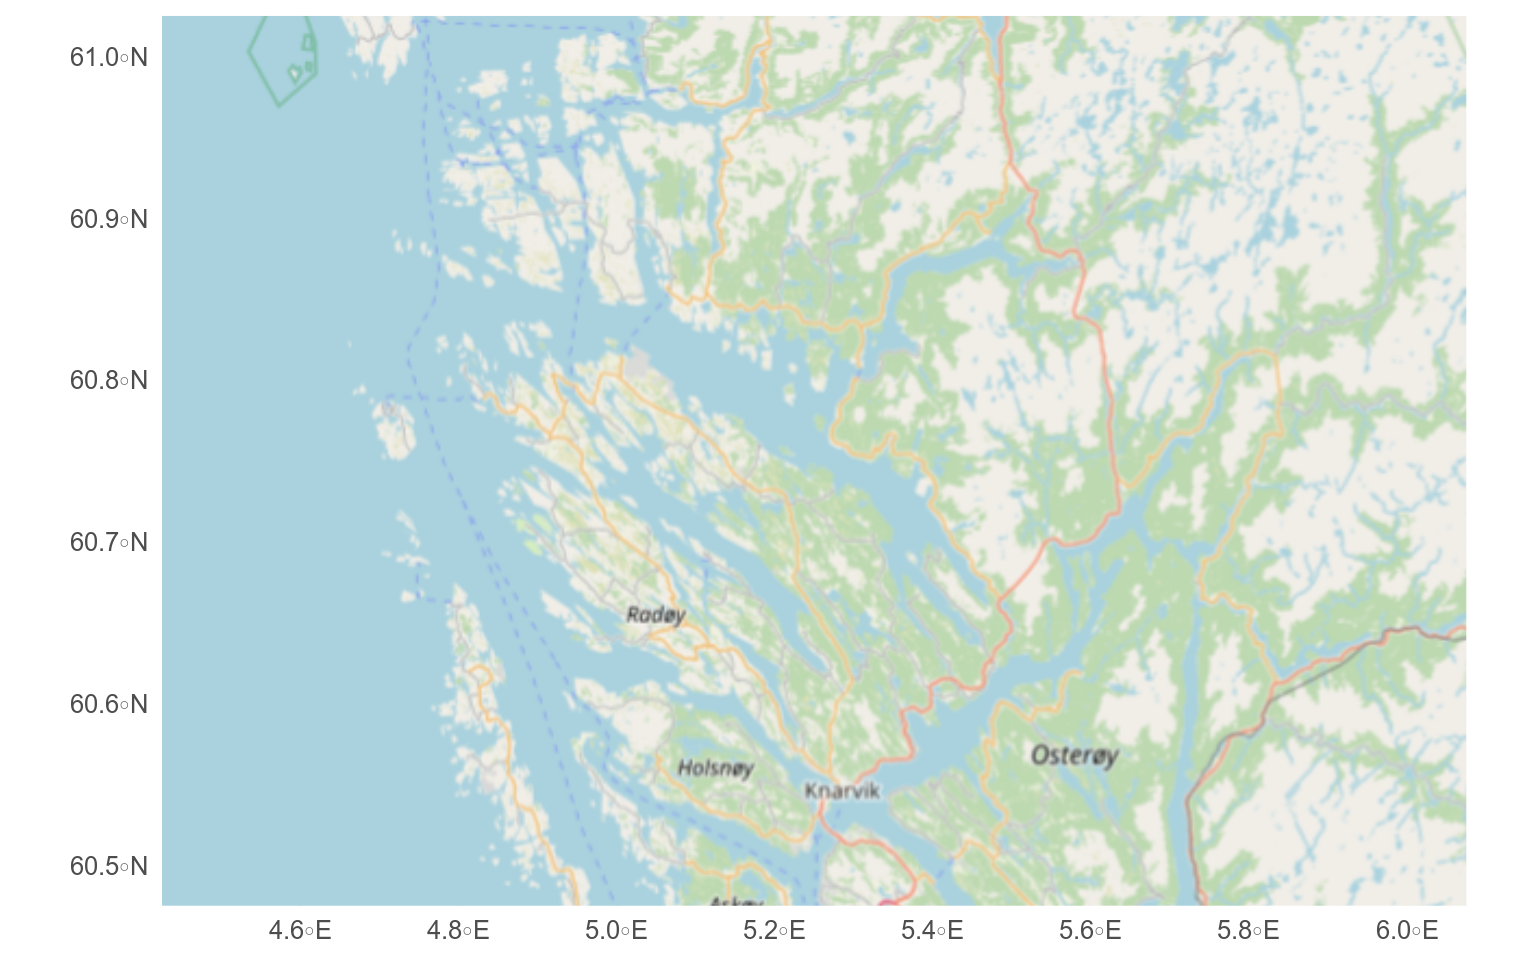 61.0○N
60.9○N
60.8○N
60.7○N
60.6○N
60.5○N
Radøy
Holsnøy
Osterøy
Knarvik
Askøy
4.6○E
4.8○E
5.0○E
5.2○E
5.4○E
5.6○E
5.8○E
6.0○E